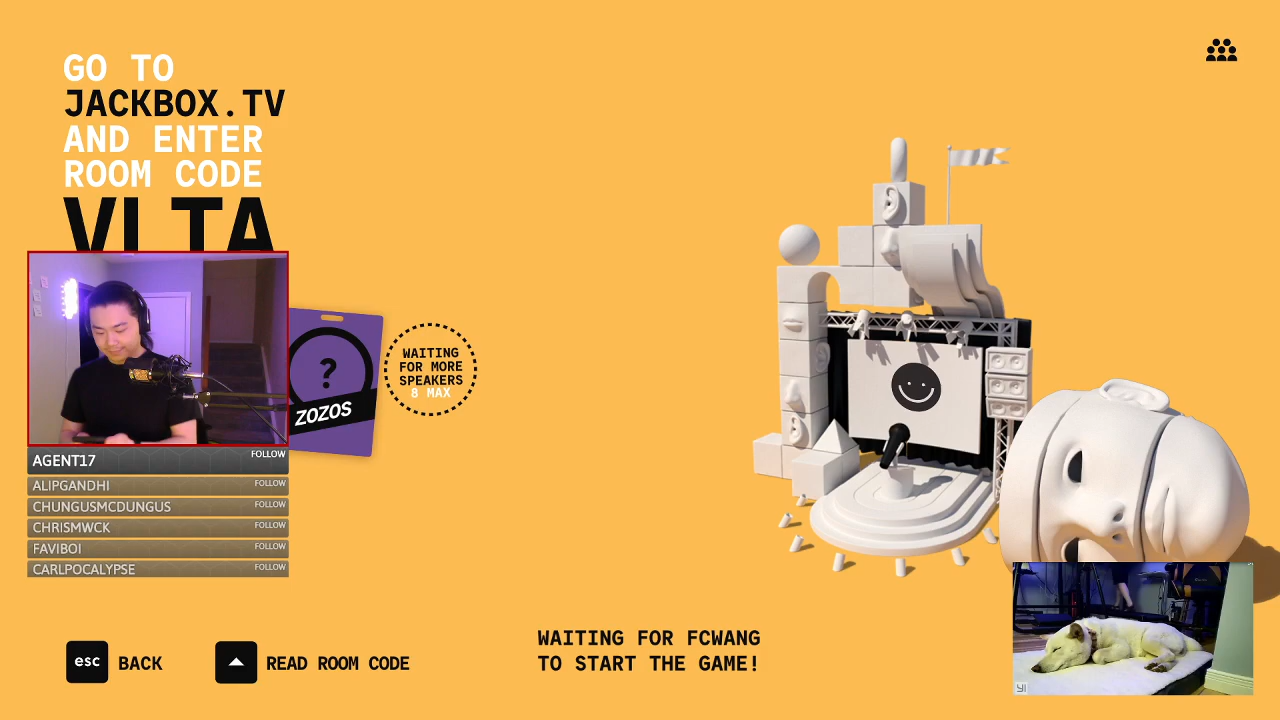 GO TO
JACKBOX.TV
AND ENTER
ROOM CODE
?
ZOZOS
WAITING
FOR MORE
SPEAKERS
8 MAX
AGENT17 FOLLOW
ALIPGANDHI FOLLOW
CHUNGUSMCDUNGUS FOLLOW
CHRISMWCK FOLLOW
FAVIBOI FOLLOW
CARLPOCALYPSE FOLLOW
esc BACK
READ ROOM CODE
WAITING FOR FCWANG
TO START THE GAME!
YI